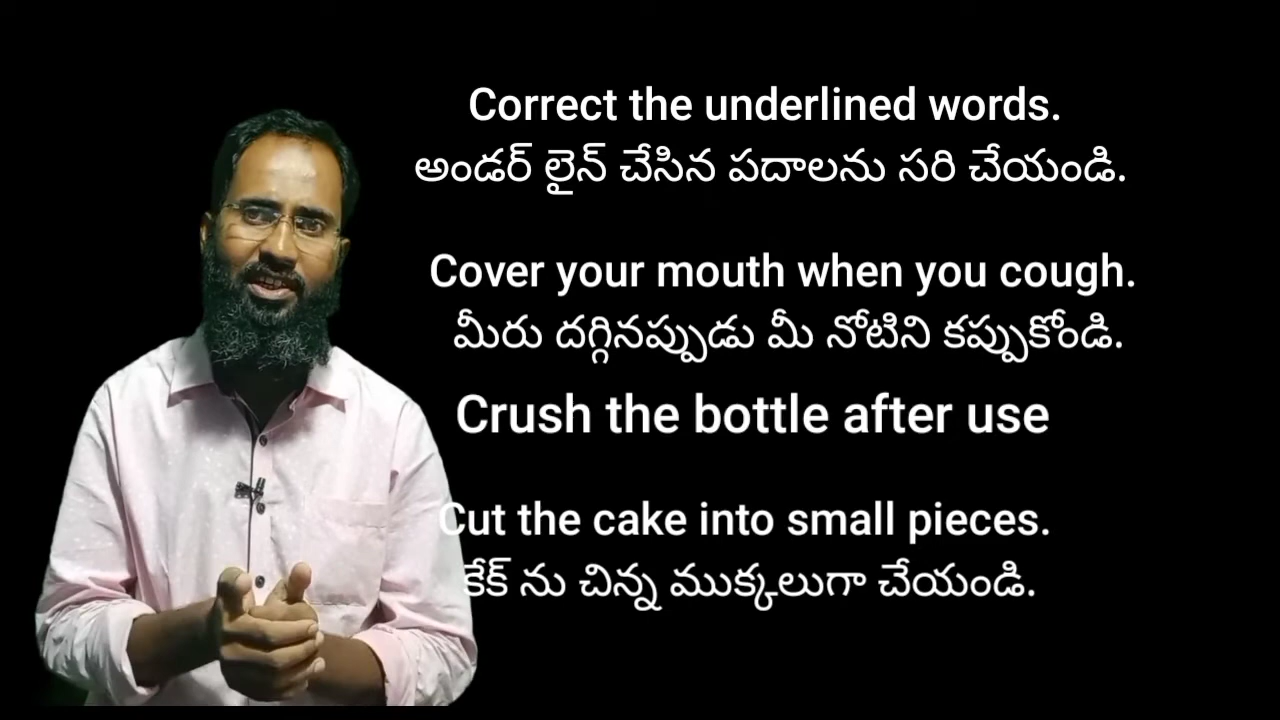 Correct the underlined words.
అండర్ లైన్ చేసిన పదాలను సరి చేయండి.
Cover your mouth when you cough.
మీరు దగ్గినప్పుడు మీ నోటిని కప్పుకోండి.
Crush the bottle after use
Cut the cake into small pieces.
కేక్ ను చిన్న ముక్కలుగా చేయండి.